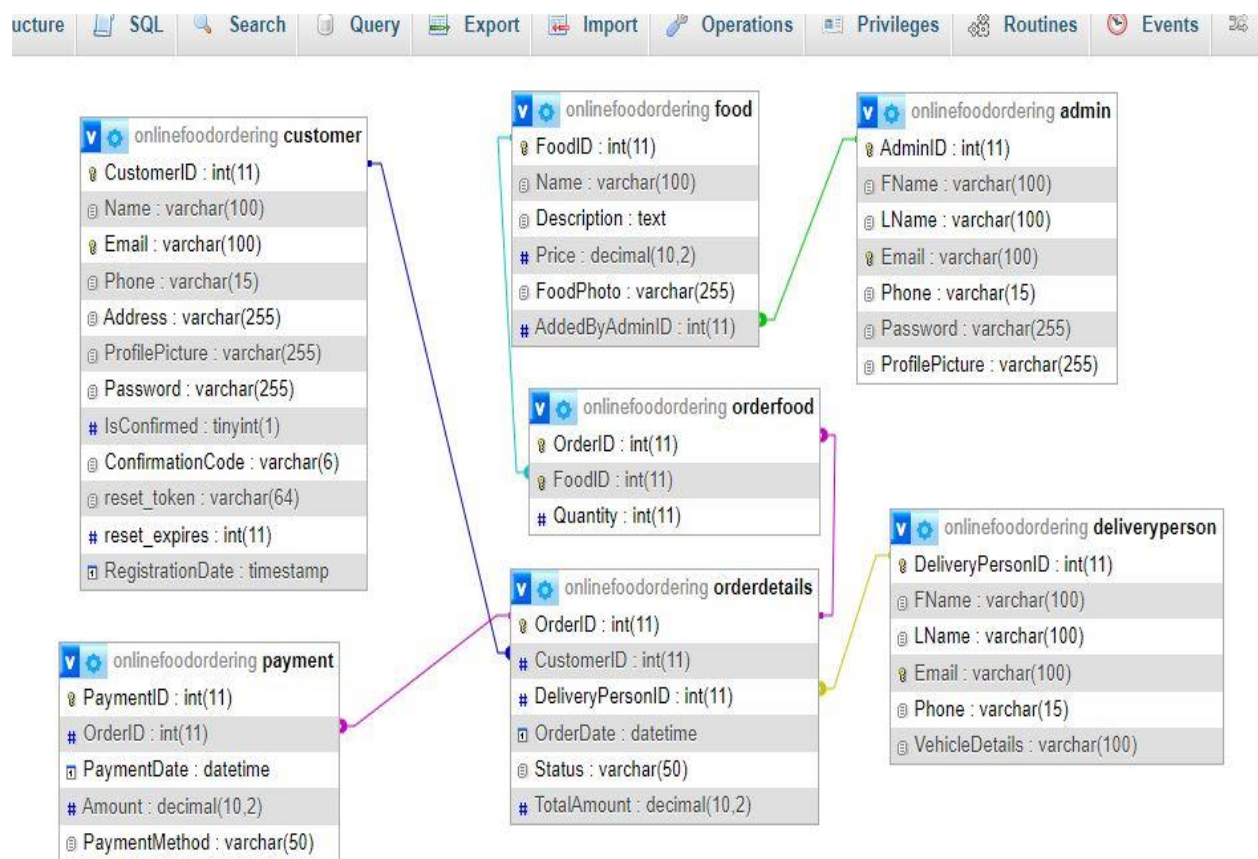 ucture SQL Search Query Export Import Operations Privileges Routines Events
onlinefoodordering customer
CustomerID : int(11)
Name : varchar(100)
Email : varchar(100)
Phone : varchar(15)
Address : varchar(255)
ProfilePicture : varchar(255)
Password : varchar(255)
IsConfirmed : tinyint(1)
ConfirmationCode : varchar(6)
reset_token : varchar(64)
reset_expires : int(11)
RegistrationDate : timestamp
onlinefoodordering food
FoodID : int(11)
Name : varchar(100)
Description : text
Price : decimal(10,2)
FoodPhoto : varchar(255)
AddedByAdminID : int(11)
onlinefoodordering admin
AdminID : int(11)
FName : varchar(100)
LName : varchar(100)
Email : varchar(100)
Phone : varchar(15)
Password : varchar(255)
ProfilePicture : varchar(255)
onlinefoodordering orderfood
OrderID : int(11)
FoodID : int(11)
Quantity : int(11)
onlinefoodordering orderdetails
OrderID : int(11)
CustomerID : int(11)
DeliveryPersonID : int(11)
OrderDate : datetime
Status : varchar(50)
TotalAmount : decimal(10,2)
onlinefoodordering deliveryperson
DeliveryPersonID : int(11)
FName : varchar(100)
LName : varchar(100)
Email : varchar(100)
Phone : varchar(15)
VehicleDetails : varchar(100)
onlinefoodordering payment
PaymentID : int(11)
OrderID : int(11)
PaymentDate : datetime
Amount : decimal(10,2)
PaymentMethod : varchar(50)